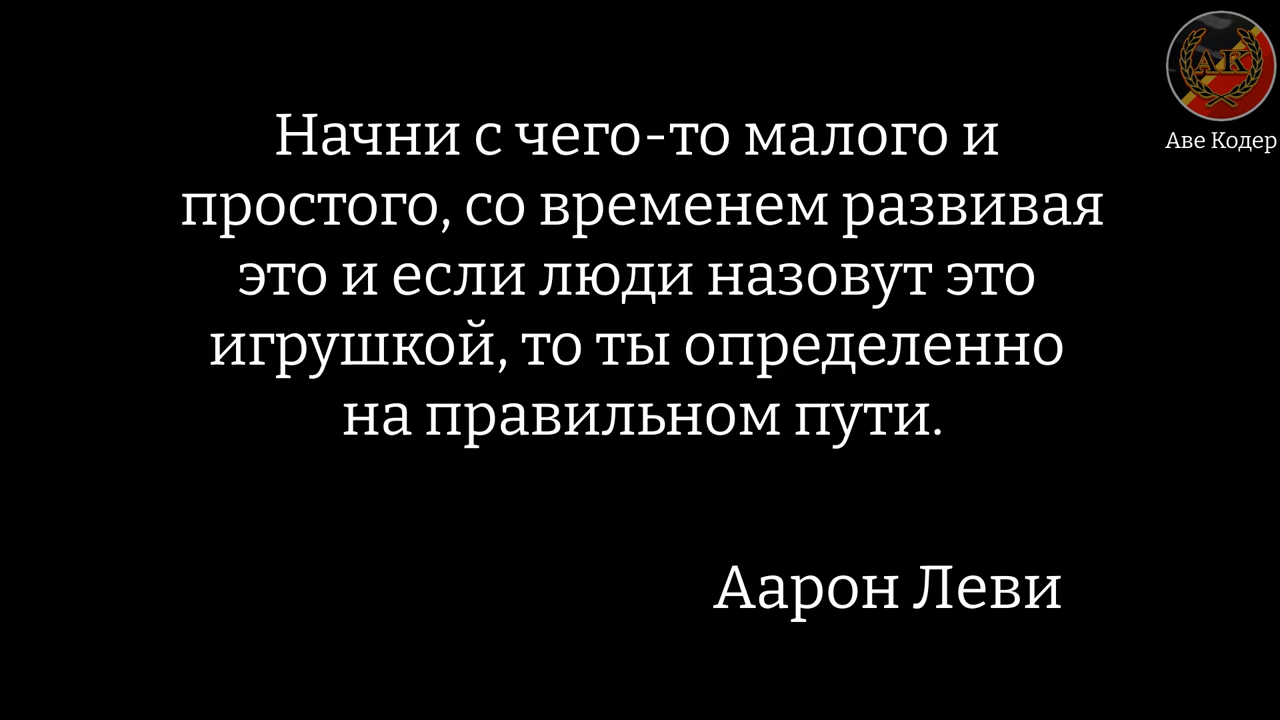 АК
Аве Кодер
Начни с чего-то малого и
простого, со временем развивая
это и если люди назовут это
игрушкой, то ты определенно
на правильном пути.
Аарон Леви